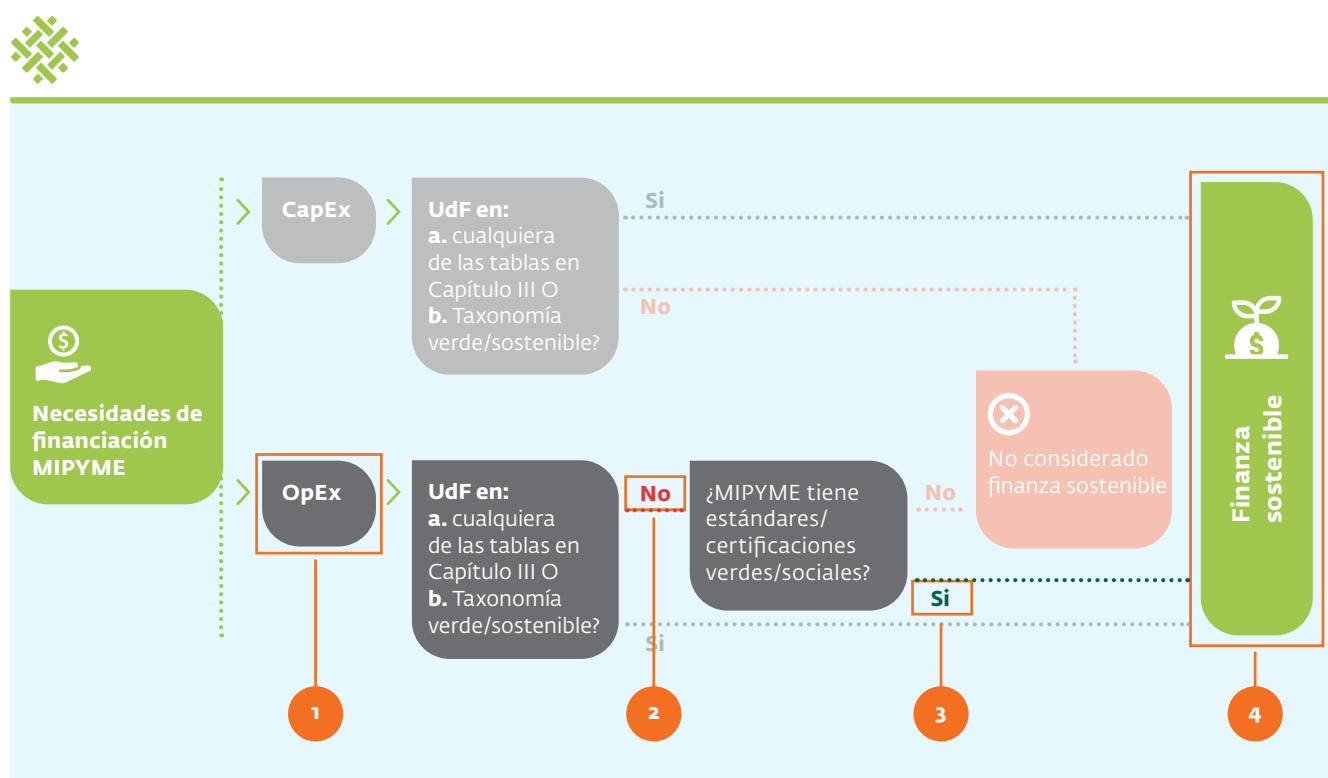 Necesidades de
financiación
MIPYME
$
CapEx
UdF en:
a. cualquiera
de las tablas en
Capítulo III O
b. Taxonomía
verde/sostenible?
Si
No
OpEx
UdF en:
a. cualquiera
de las tablas en
Capítulo III O
b. Taxonomía
verde/sostenible?
No
Si
¿MIPYME tiene
estándares/
certificaciones
verdes/sociales?
No
Si
No considerado
finanza sostenible
$
Finanza
sostenible
1
2
3
4